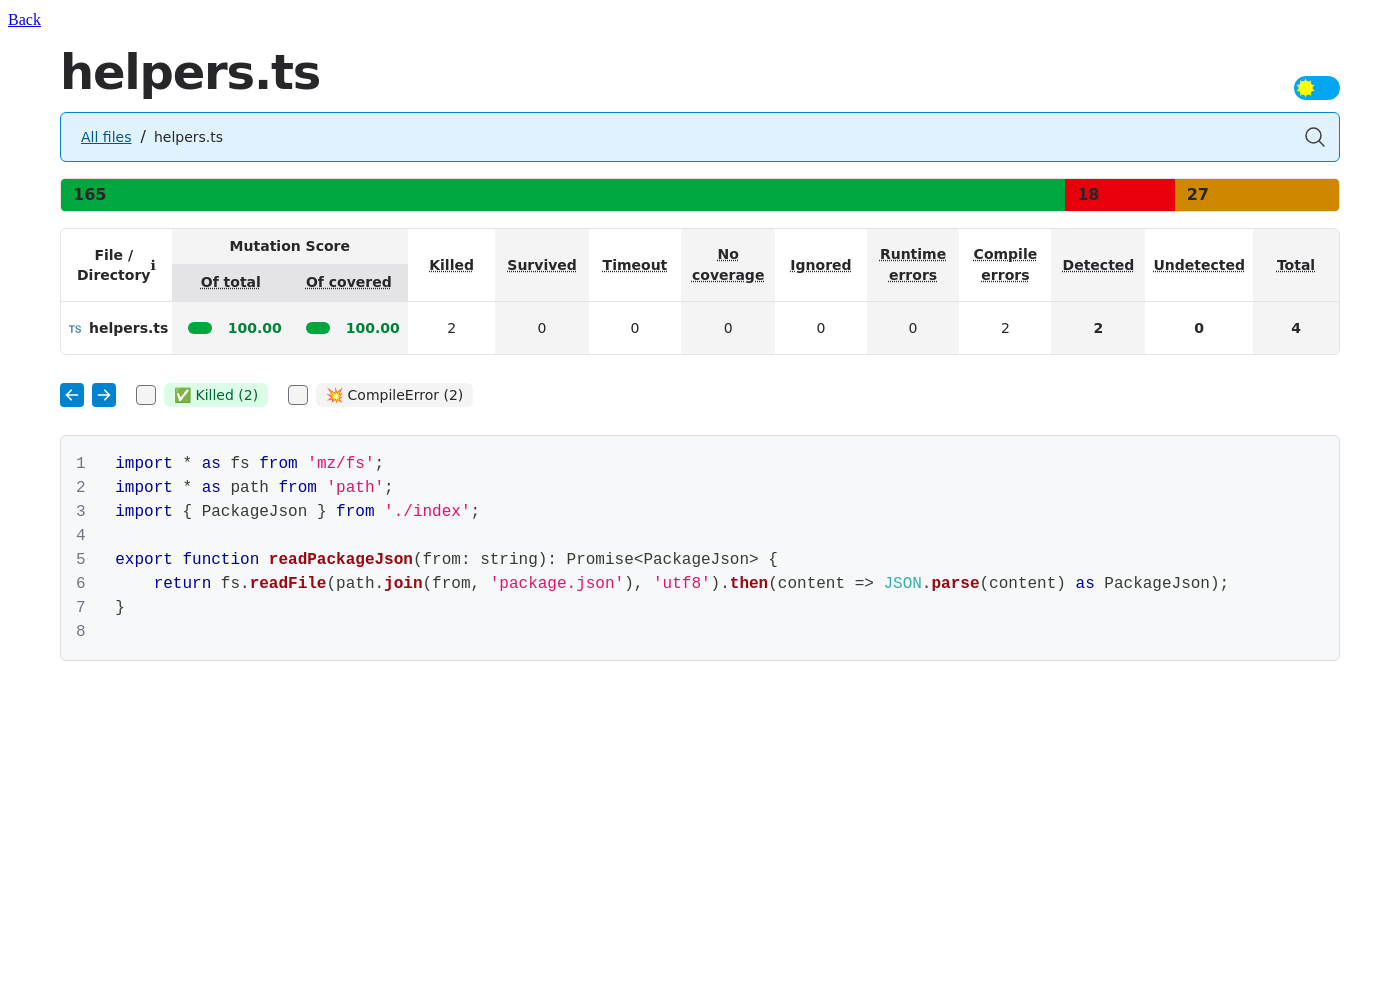 Back
helpers.ts
All files / helpers.ts
165 18 27
File / Directory ℹ Mutation Score Killed Survived Timeout No coverage Ignored Runtime errors Compile errors Detected Undetected Total
Of total Of covered
TS helpers.ts 100.00 100.00 2 0 0 0 0 0 2 2 0 4
✅ Killed (2) 💥 CompileError (2)
1 import * as fs from 'mz/fs';
2 import * as path from 'path';
3 import { PackageJson } from './index';
4
5 export function readPackageJson(from: string): Promise<PackageJson> {
6     return fs.readFile(path.join(from, 'package.json'), 'utf8').then(content => JSON.parse(content) as PackageJson);
7 }
8